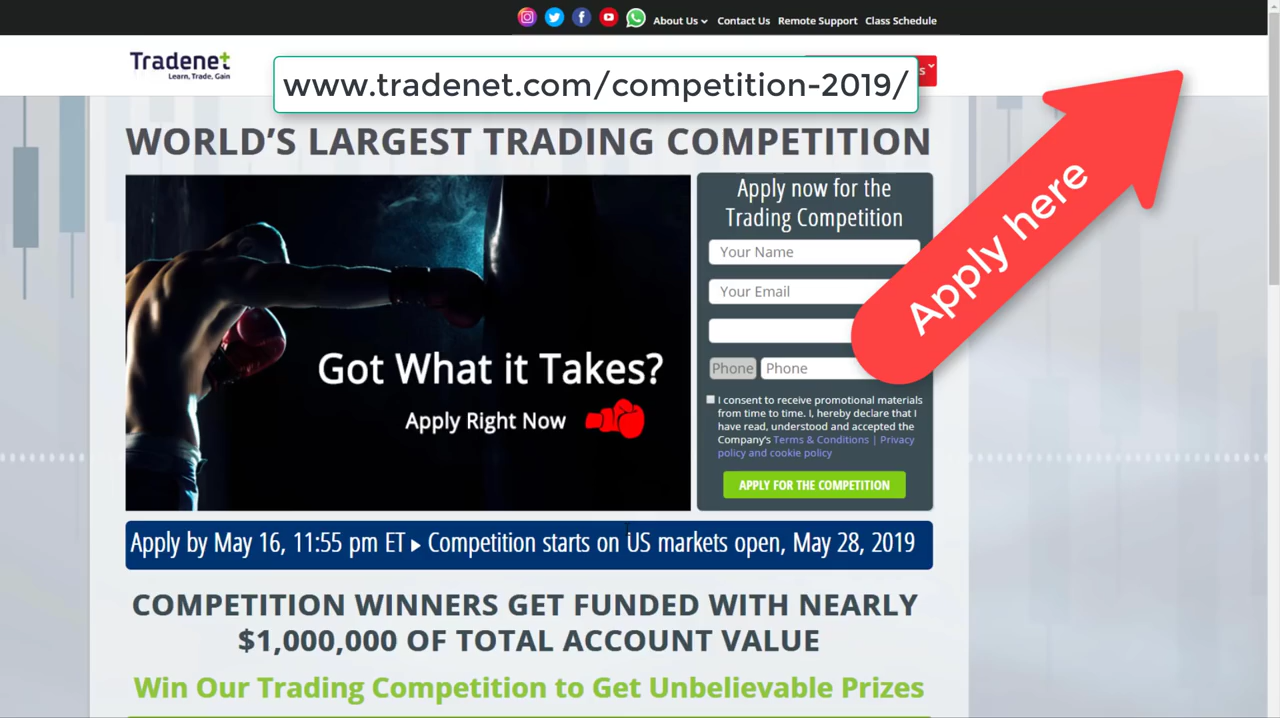 About Us
Contact Us
Remote Support
Class Schedule
Tradenet
Learn, Trade, Gain
www.tradenet.com/competition-2019/
WORLD'S LARGEST TRADING COMPETITION
Got What it Takes?
Apply Right Now
Apply now for the
Trading Competition
Your Name
Your Email
Phone
Phone
I consent to receive promotional materials
from time to time. I, hereby declare that I
have read, understood and accepted the
Company's Terms & Conditions | Privacy
policy and cookie policy
APPLY FOR THE COMPETITION
Apply here
Apply by May 16, 11:55 pm ET ▸ Competition starts on US markets open, May 28, 2019
COMPETITION WINNERS GET FUNDED WITH NEARLY
$1,000,000 OF TOTAL ACCOUNT VALUE
Win Our Trading Competition to Get Unbelievable Prizes